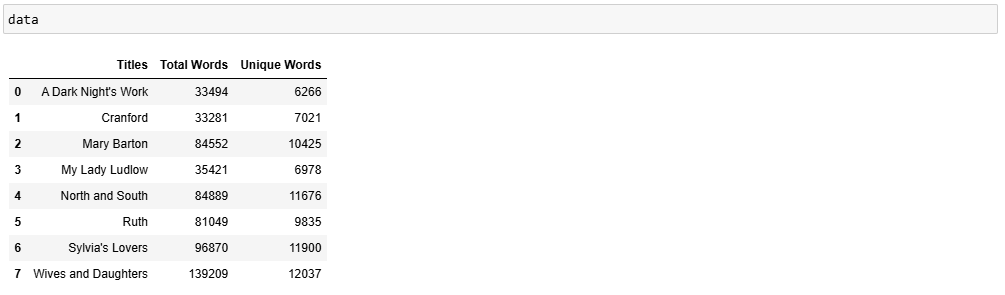 data
Titles Total Words Unique Words
0 A Dark Night's Work 33494 6266
1 Cranford 33281 7021
2 Mary Barton 84552 10425
3 My Lady Ludlow 35421 6978
4 North and South 84889 11676
5 Ruth 81049 9835
6 Sylvia's Lovers 96870 11900
7 Wives and Daughters 139209 12037